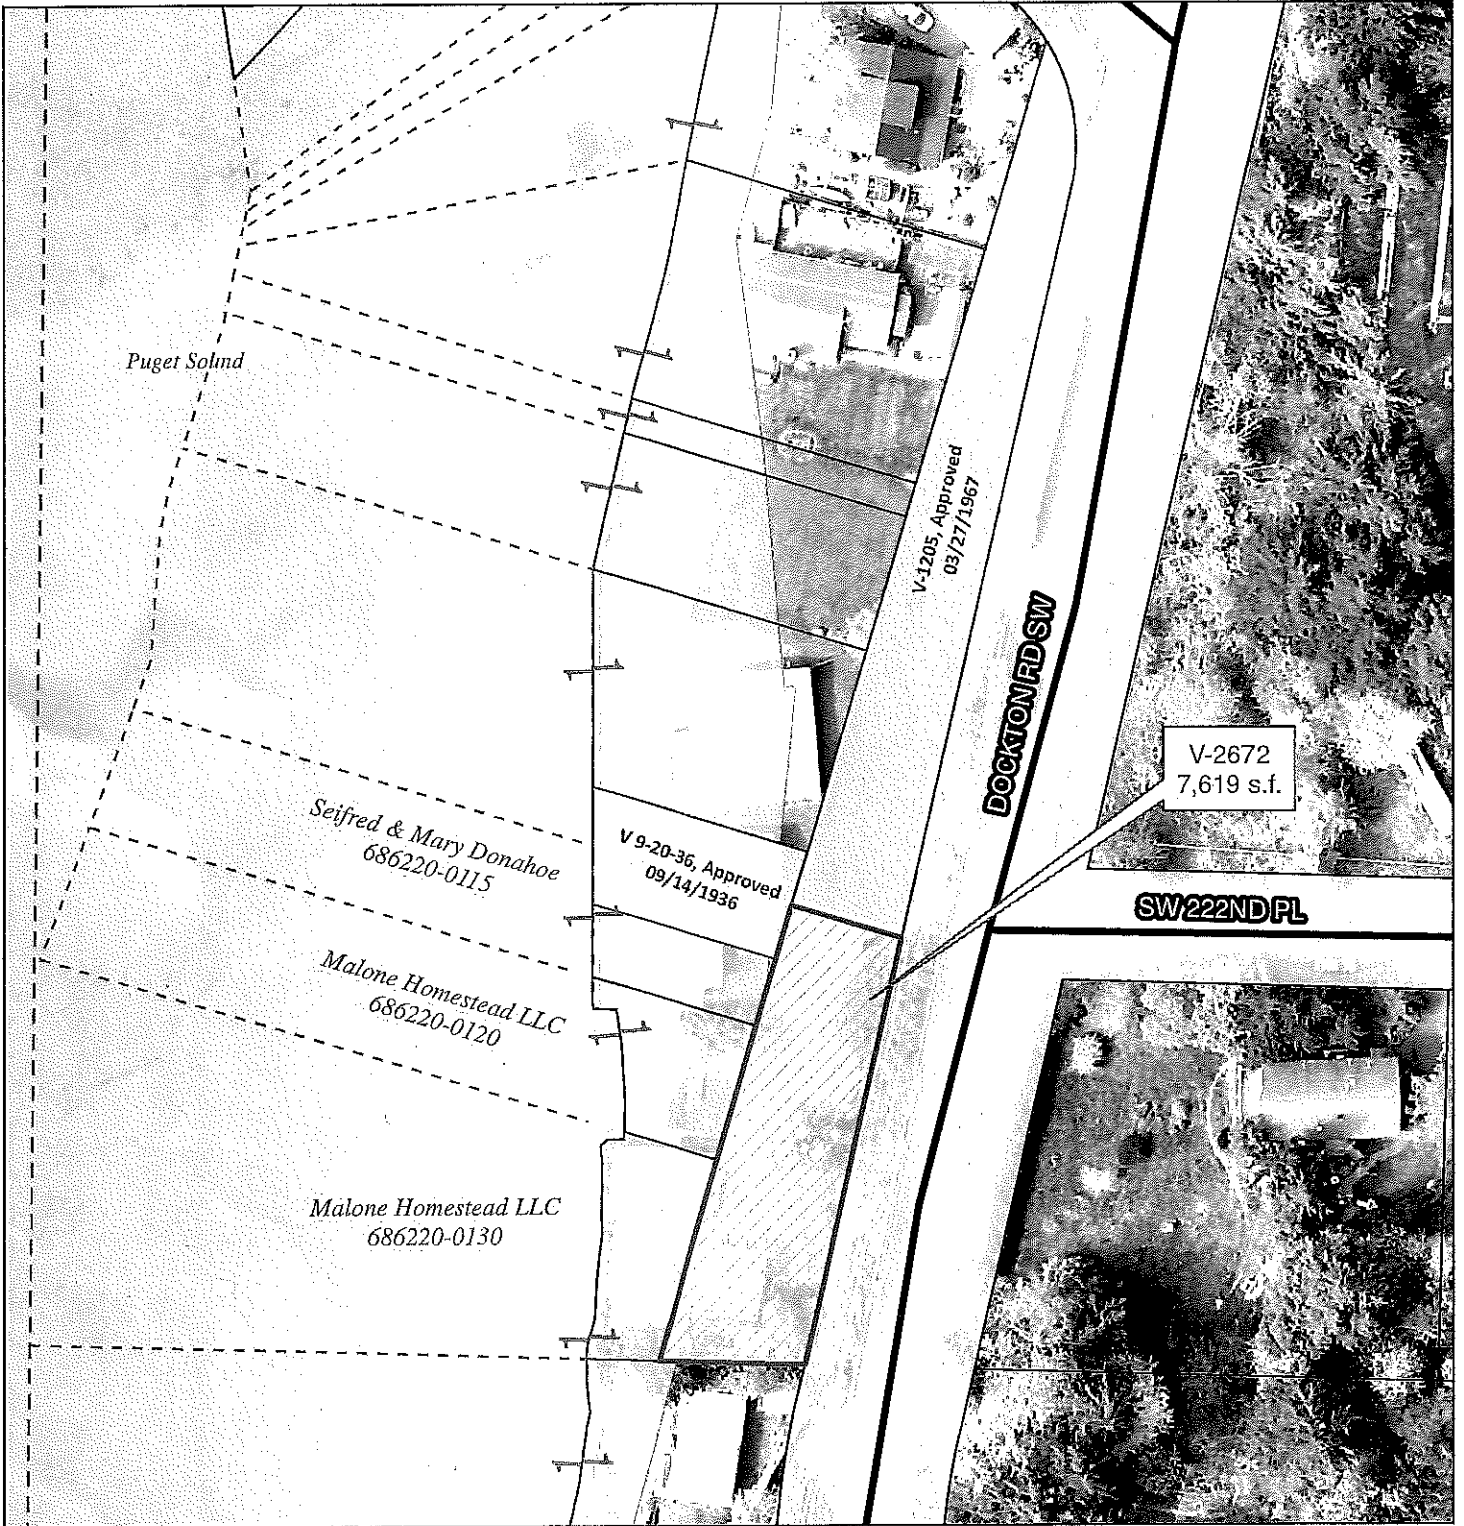 Puget Sound
V-1205, Approved
03/27/1967
DOCKTON RD SW
V-2672
7,619 s.f.
Seifred & Mary Donahoe
686220-0115
V 9-20-36, Approved
09/14/1936
SW 222ND PL
Malone Homestead LLC
686220-0120
Malone Homestead LLC
686220-0130